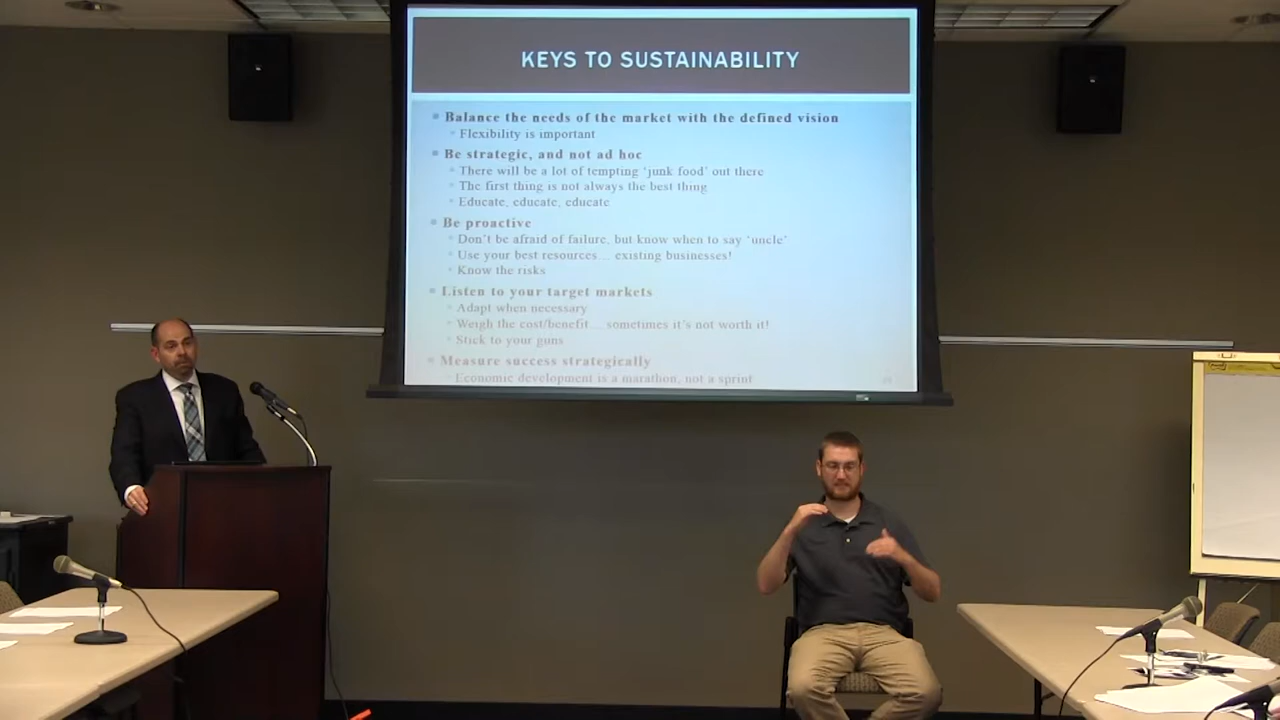 KEYS TO SUSTAINABILITY
Balance the needs of the market with the defined vision
Flexibility is important
Be strategic, and not ad hoc
There will be a lot of tempting ‘junk food’ out there
The first thing is not always the best thing
Educate, educate, educate
Be proactive
Don’t be afraid of failure, but know when to say ‘uncle’
Use your best resources... existing businesses!
Know the risks
Listen to your target markets
Adapt when necessary
Weigh the cost/benefit... sometimes it’s not worth it!
Stick to your guns
Measure success strategically
Economic development is a marathon, not a sprint